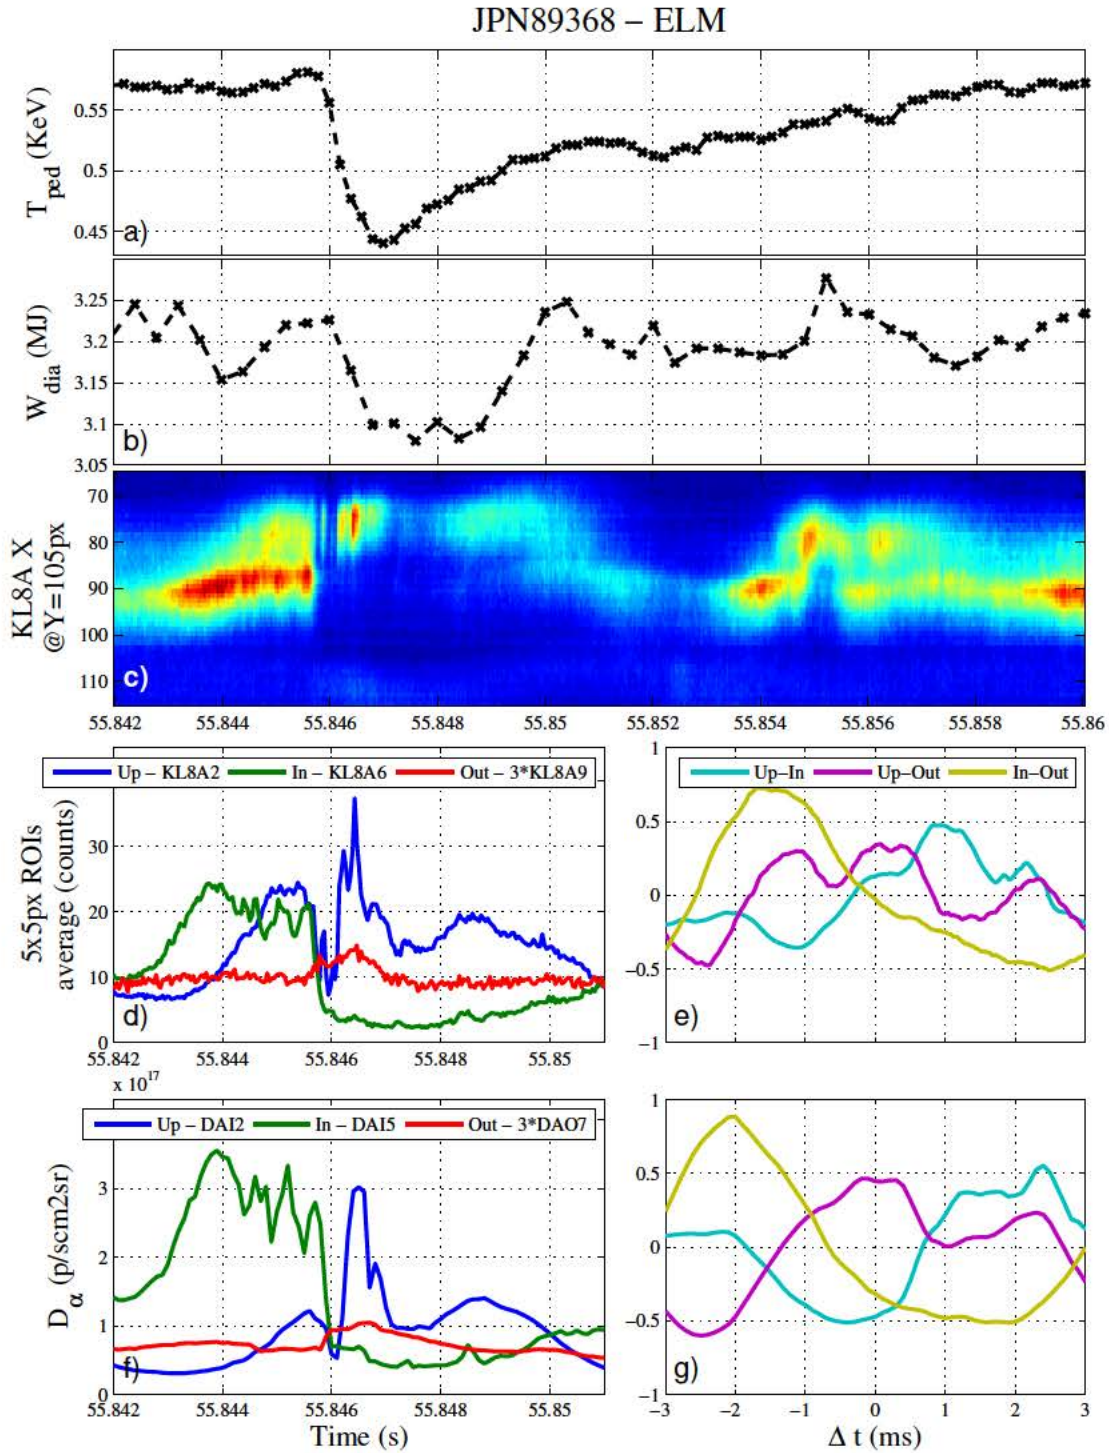 JPN89368 – ELM
T ped (KeV)
0.55
0.5
0.45
a)
W dia (MJ)
3.25
3.2
3.15
3.1
3.05
b)
KL8A X
@Y=105px
70
80
90
100
110
c)
55.842 55.844 55.846 55.848 55.85 55.852 55.854 55.856 55.858 55.86
Up – KL8A2 In – KL8A6 Out – 3*KL8A9
5x5px ROIs
average (counts)
30
20
10
0
d)
55.842 55.844 55.846 55.848 55.85
Up–In Up–Out In–Out
1
0.5
0
−0.5
−1
e)
x 10^17
Up – DAI2 In – DAI5 Out – 3*DAO7
Dα (p/scm2sr)
3
2
1
0
f)
55.842 55.844 55.846 55.848 55.85
Time (s)
1
0.5
0
−0.5
−1
g)
−3 −2 −1 0 1 2 3
Δ t (ms)